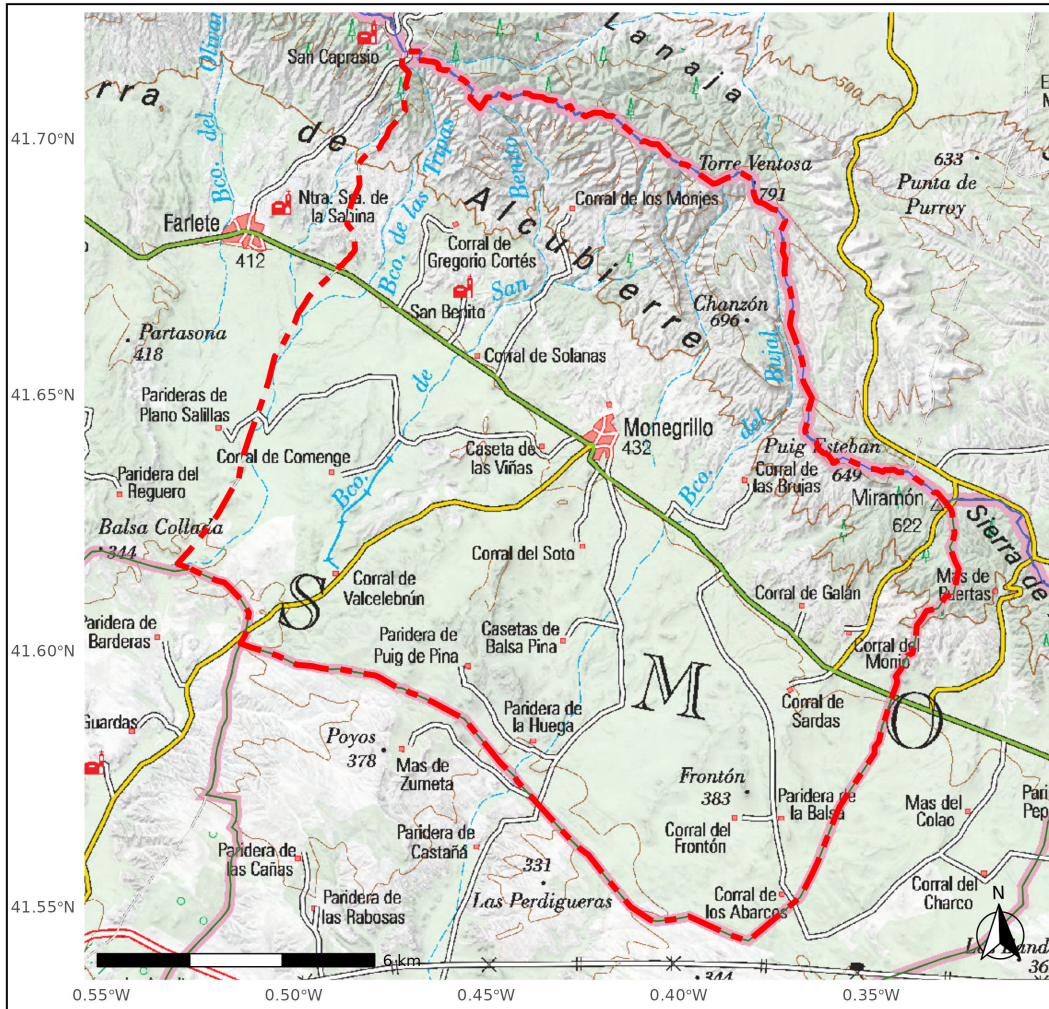 San Caprasio
Lanaja
500
Bco. del Olivar
rra
de
Bco. de las Tripas
Benito
41.70°N
Torre Ventosa
791
633
Punta de
Purroy
Ntra. Sra. de
la Sabina
Farlete
412
Alcubierre
Corral de los Monjes
Corral de
Gregorio Cortés
San
San Benito
Chanzón
696
Bujal
Partasona
418
Corral de Solanas
41.65°N
Parideras de
Plano Salillas
de
Monegrillo
432
del
Corral de Comenge
Caseta de
las Viñas
Puig Esteban
649
Bco.
Corral de
las Brujas
Paridera del
Reguero
Bco.
Miramón
622
Sierra de
Balsa Collada
344
Corral del Soto
Corral de
Valcelebrún
S
Mas de
Puertas
Corral de Galán
Paridera de
Barderas
Paridera de
Puig de Pina
Casetas de
Balsa Pina
41.60°N
Corral del
Monio
M
O
Corral de
Sardas
Guardas
Paridera de
la Huega
Poyos
378
Mas de
Zumeta
Frontón
383
Paridera de
la Balsa
Mas del
Colao
Pari
Pep
Corral del
Frontón
Paridera de
las Cañas
Paridera de
Castañá
331
Las Perdigueras
Paridera de
las Rabosas
Corral de
los Abarcos
Corral del
Charco
41.55°N
N
6 km
344
36
0.55°W
0.50°W
0.45°W
0.40°W
0.35°W